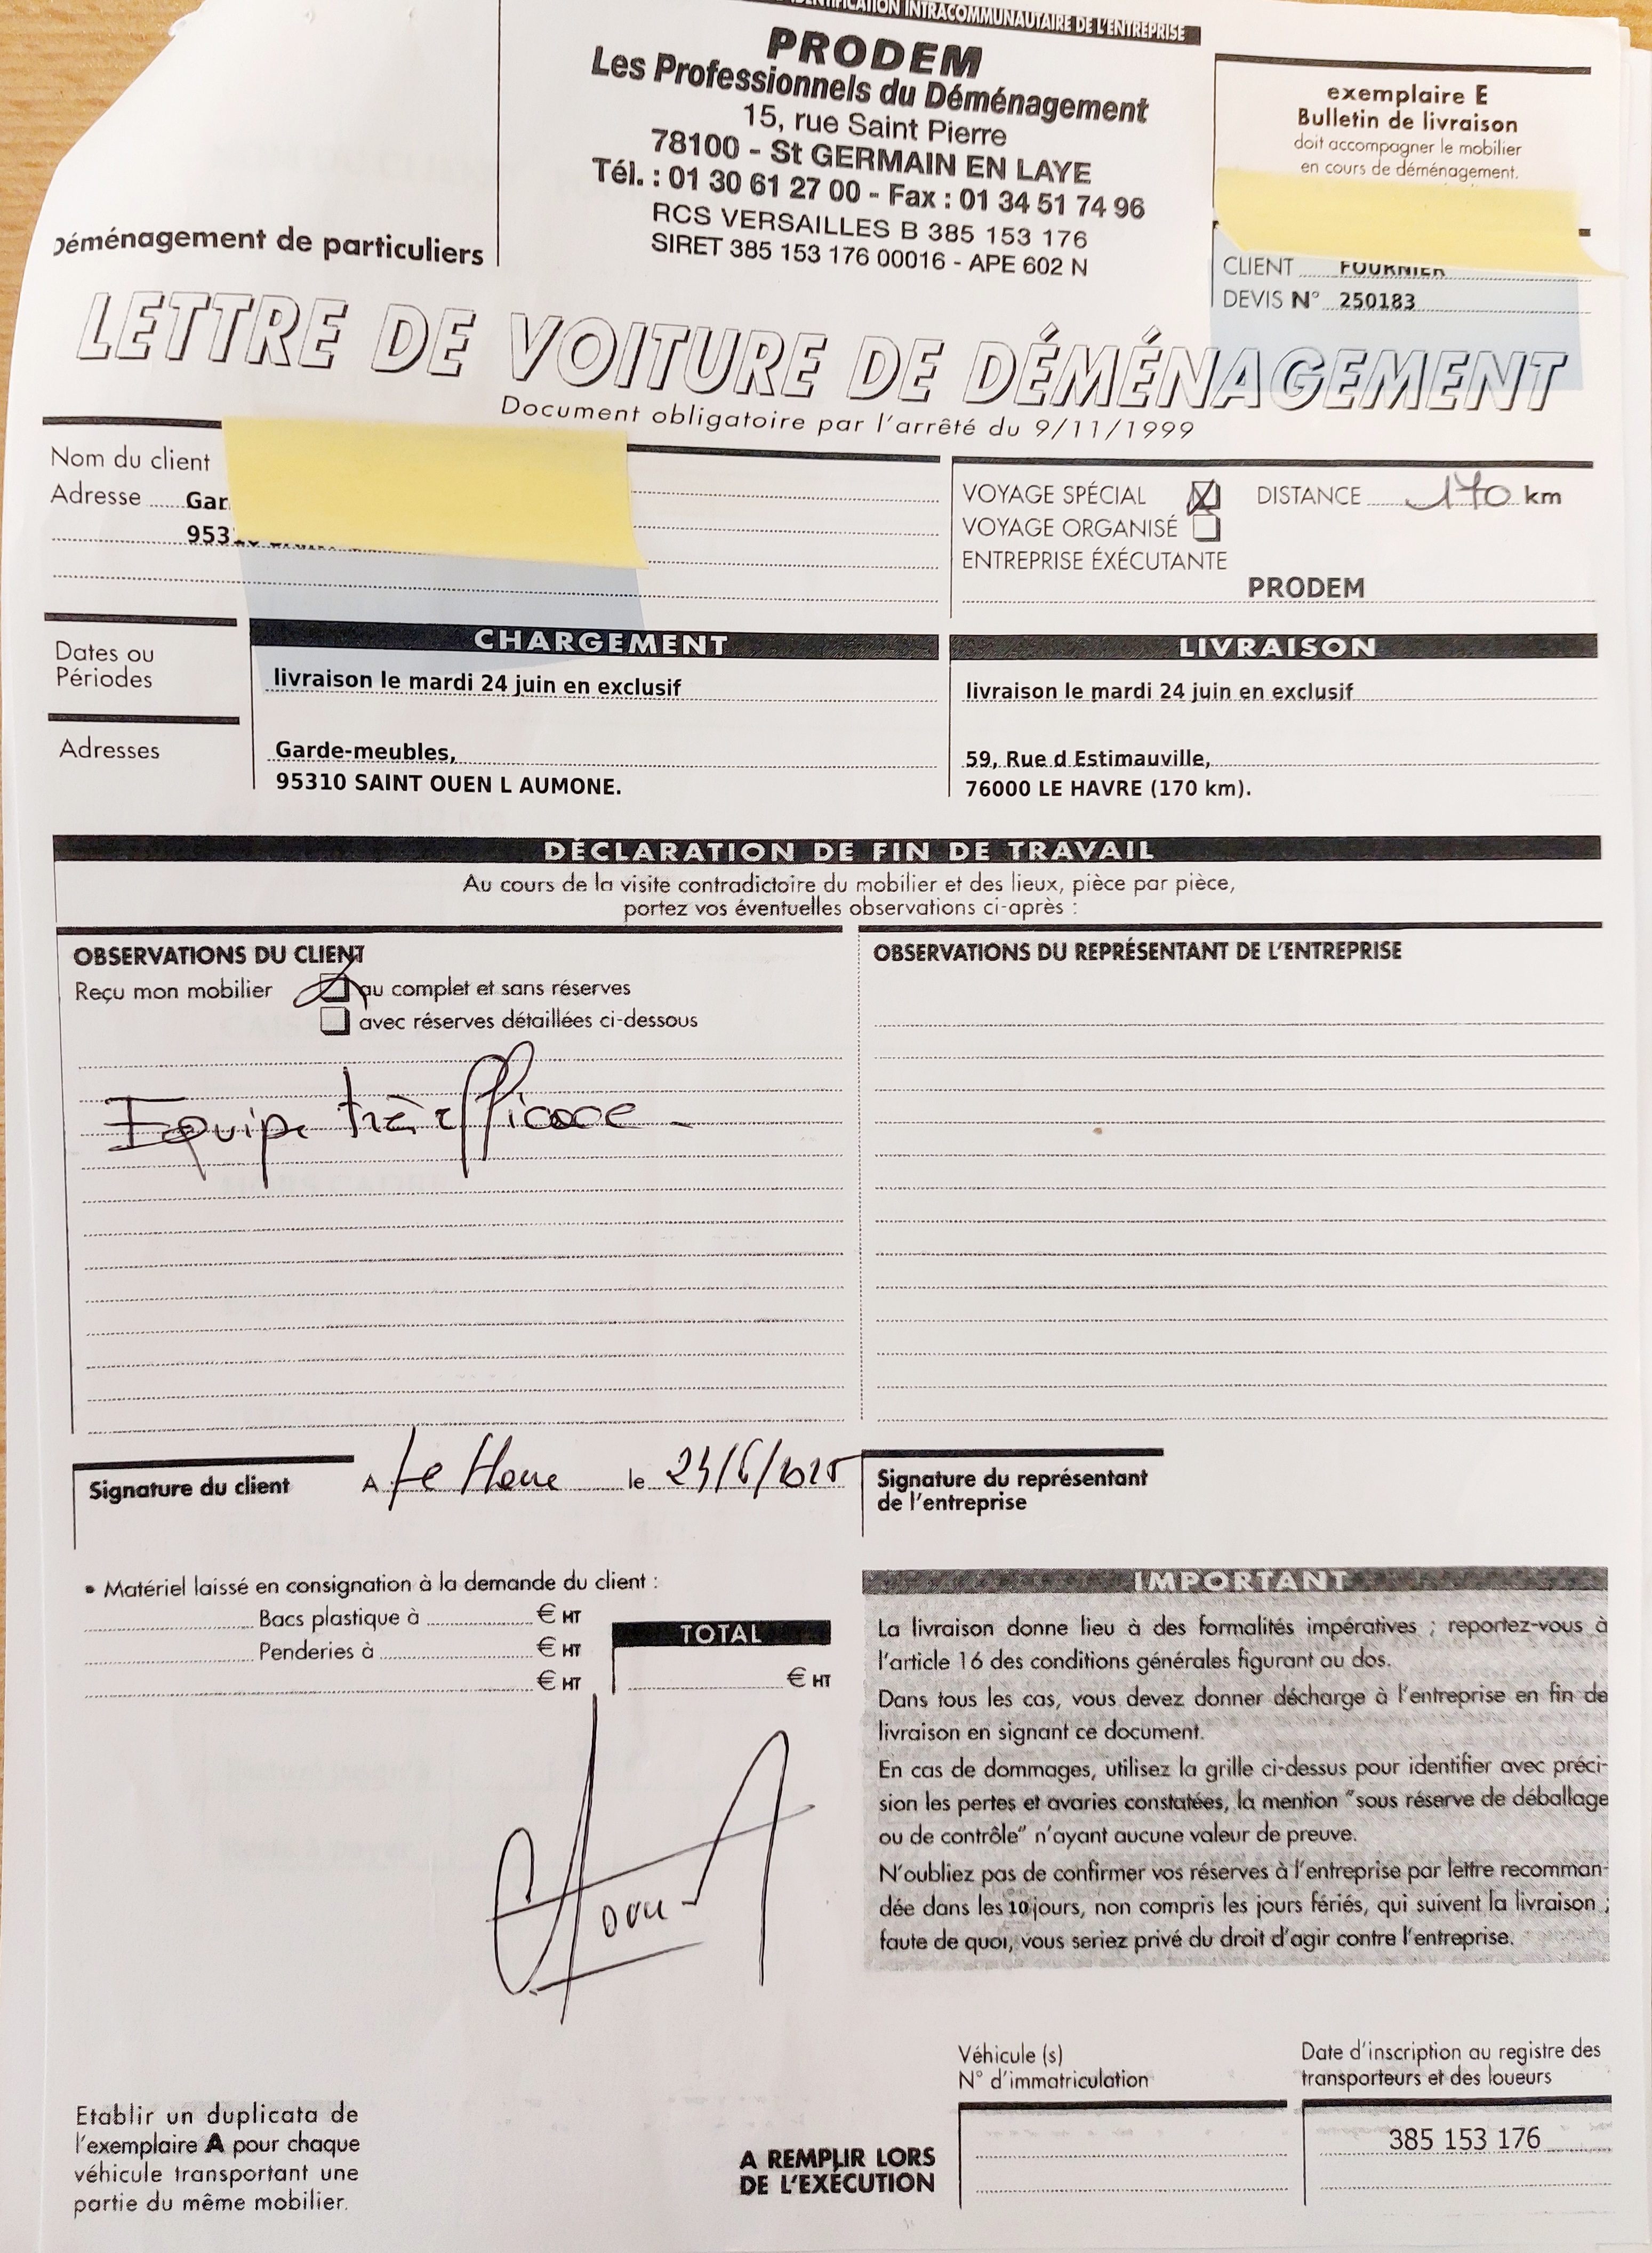 IDENTIFICATION INTRACOMMUNAUTAIRE DE L'ENTREPRISE
PRODEM
Les Professionnels du Déménagement
15, rue Saint Pierre
78100 - St GERMAIN EN LAYE
Tél. : 01 30 61 27 00 - Fax : 01 34 51 74 96
RCS VERSAILLES B 385 153 176
SIRET 385 153 176 00016 - APE 602 N
exemplaire E
Bulletin de livraison
doit accompagner le mobilier
en cours de déménagement.
Déménagement de particuliers
CLIENT FOURNIER
DEVIS N° 250183
LETTRE DE VOITURE DE DÉMÉNAGEMENT
Document obligatoire par l'arrêté du 9/11/1999
Nom du client
Adresse Gar
953
VOYAGE SPÉCIAL DISTANCE 170 km
VOYAGE ORGANISÉ
ENTREPRISE ÉXÉCUTANTE
PRODEM
Dates ou
Périodes
CHARGEMENT
livraison le mardi 24 juin en exclusif
LIVRAISON
livraison le mardi 24 juin en exclusif
Adresses
Garde-meubles,
95310 SAINT OUEN L AUMONE.
59, Rue d Estimauville,
76000 LE HAVRE (170 km).
DÉCLARATION DE FIN DE TRAVAIL
Au cours de la visite contradictoire du mobilier et des lieux, pièce par pièce,
portez vos éventuelles observations ci-après :
OBSERVATIONS DU CLIENT
Reçu mon mobilier au complet et sans réserves
avec réserves détaillées ci-dessous
Equipe très efficace -
OBSERVATIONS DU REPRÉSENTANT DE L'ENTREPRISE
Signature du client A Le Havre le 24/6/2025
Signature du représentant
de l'entreprise
• Matériel laissé en consignation à la demande du client :
Bacs plastique à € HT
Penderies à € HT
€ HT
TOTAL
€ HT
IMPORTANT
La livraison donne lieu à des formalités impératives ; reportez-vous à
l'article 16 des conditions générales figurant au dos.
Dans tous les cas, vous devez donner décharge à l'entreprise en fin de
livraison en signant ce document.
En cas de dommages, utilisez la grille ci-dessus pour identifier avec préci-
sion les pertes et avaries constatées, la mention "sous réserve de déballage
ou de contrôle" n'ayant aucune valeur de preuve.
N'oubliez pas de confirmer vos réserves à l'entreprise par lettre recomman-
dée dans les 10 jours, non compris les jours fériés, qui suivent la livraison ;
faute de quoi, vous seriez privé du droit d'agir contre l'entreprise.
Etablir un duplicata de
l'exemplaire A pour chaque
véhicule transportant une
partie du même mobilier.
A REMPLIR LORS
DE L'EXÉCUTION
Véhicule (s)
N° d'immatriculation
Date d'inscription au registre des
transporteurs et des loueurs
385 153 176